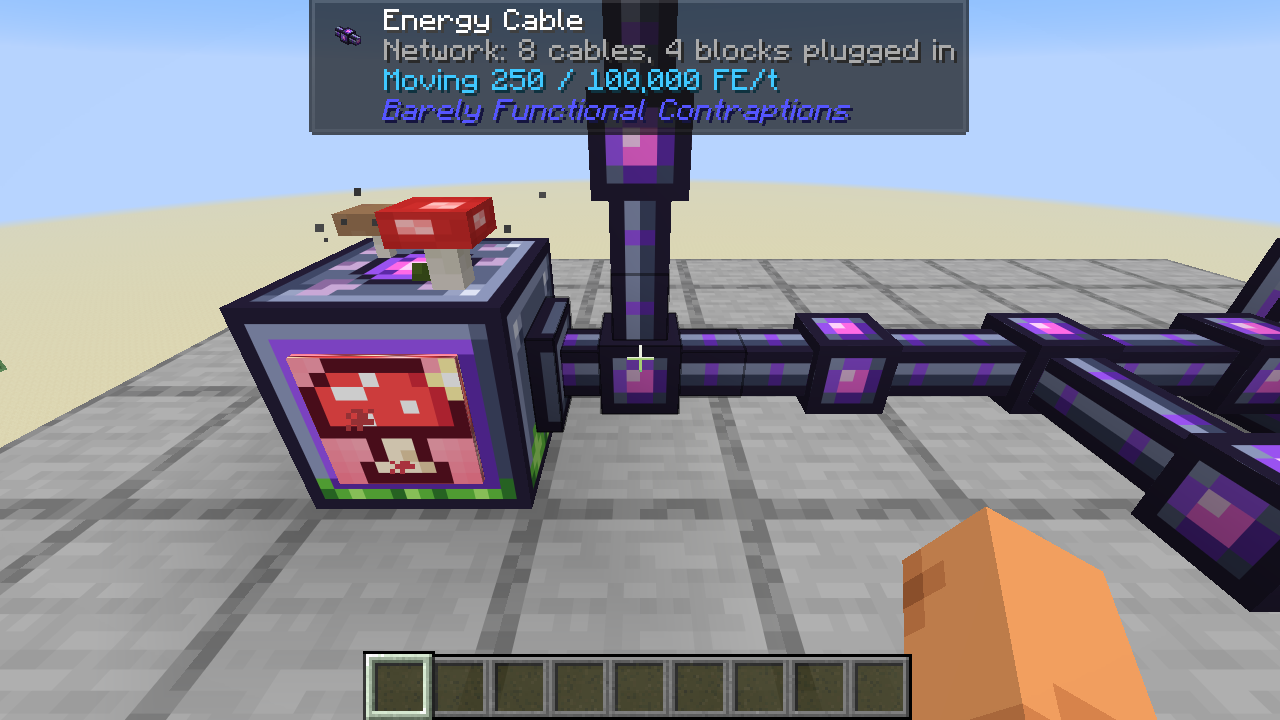 Energy Cable
Network: 8 cables, 4 blocks plugged in
Moving 250 / 100,000 FE/t
Barely Functional Contraptions